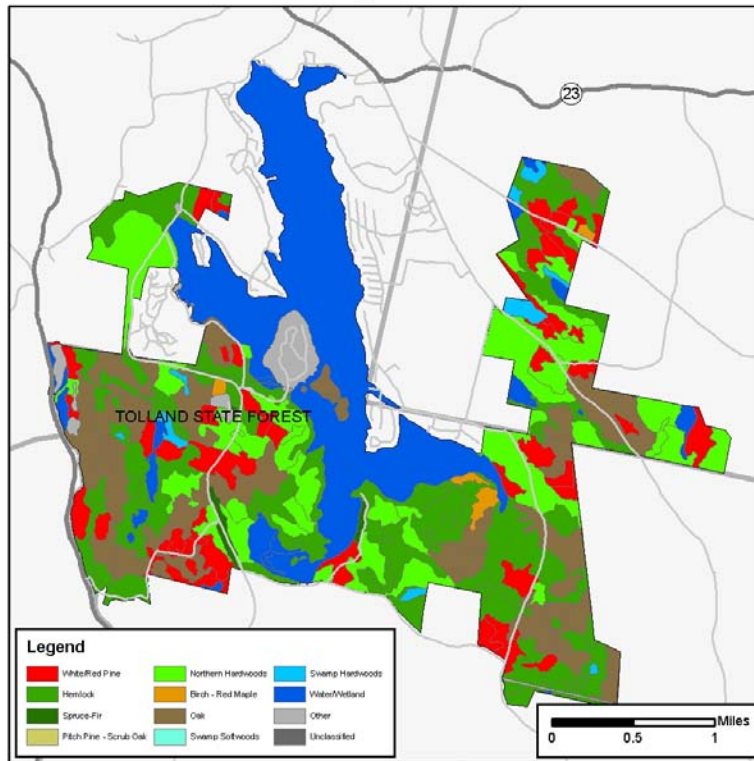 23
TOLLAND STATE FOREST
Legend
White/Red Pine
Northern Hardwoods
Swamp Hardwoods
Hemlock
Birch - Red Maple
Water/Wetland
Spruce-Fir
Oak
Other
Pitch Pine - Scrub Oak
Swamp Softwoods
Unclassified
Miles
0 0.5 1